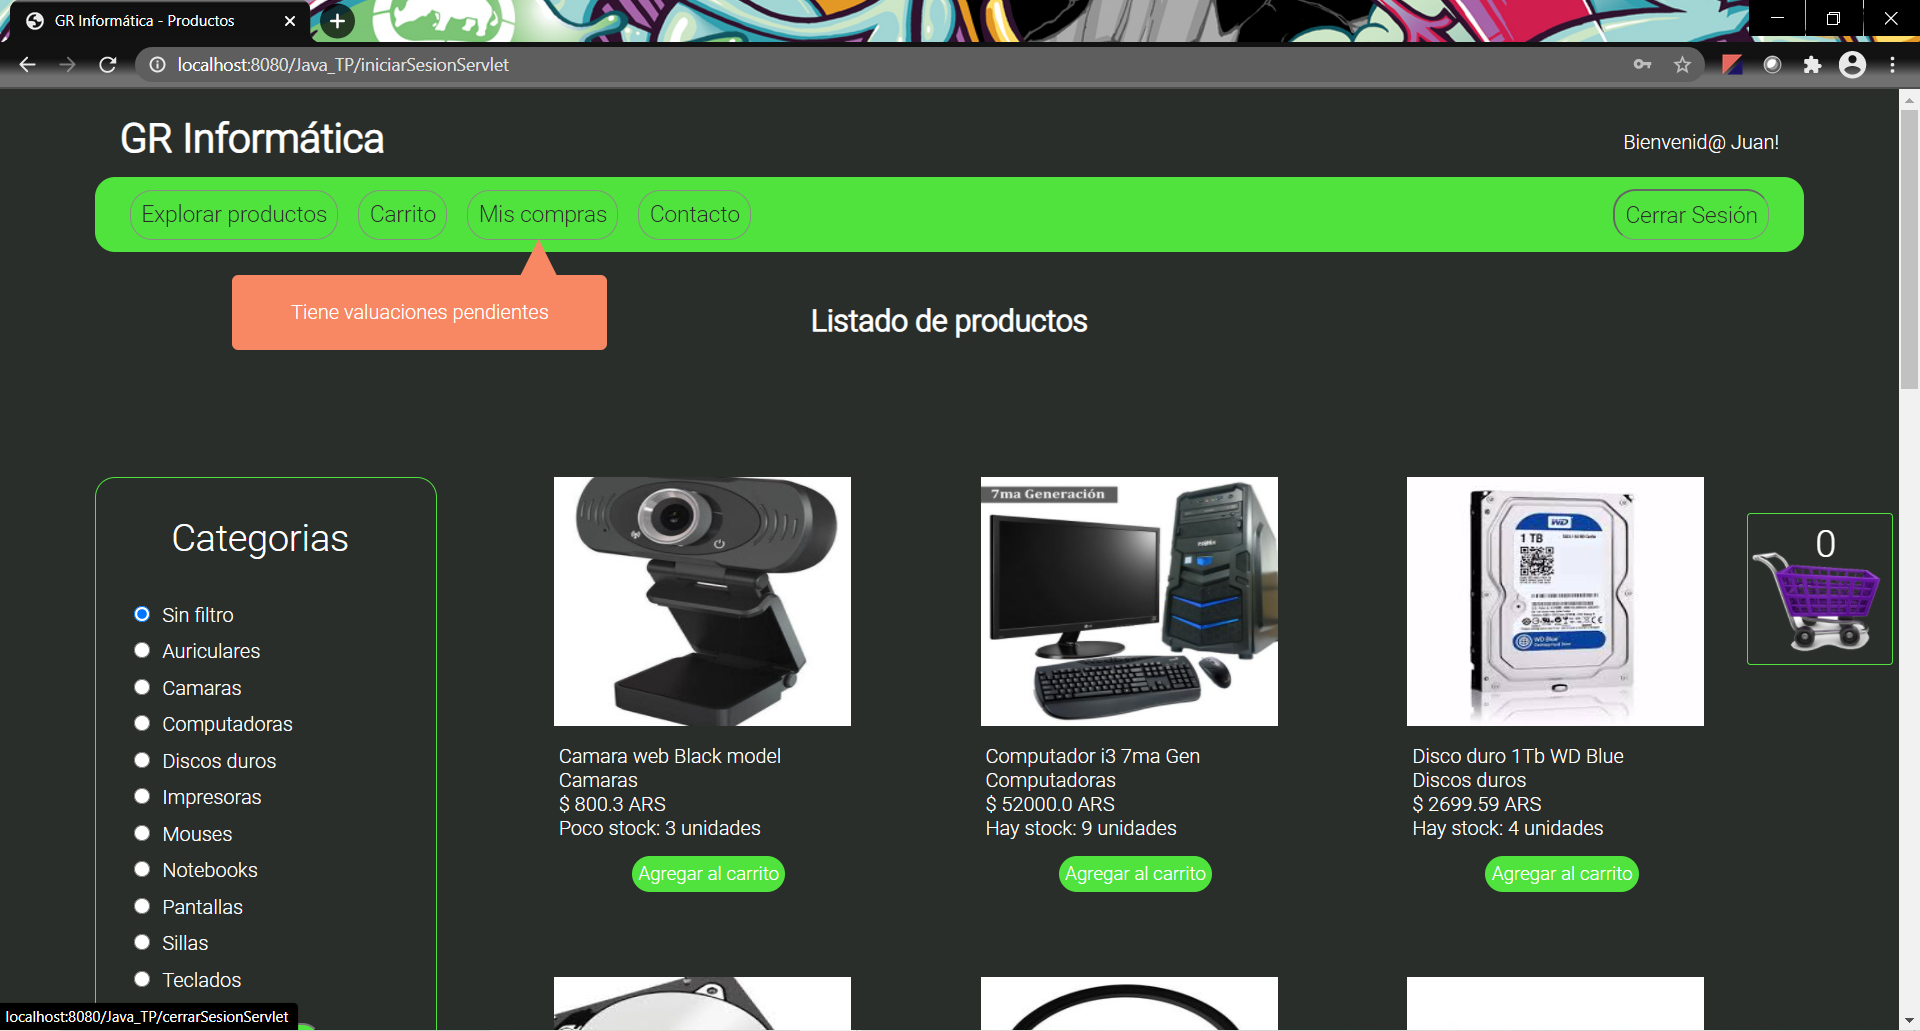 GR Informática - Productos
localhost:8080/Java_TP/iniciarSesionServlet
GR Informática
Bienvenid@ Juan!
Explorar productos
Carrito
Mis compras
Contacto
Cerrar Sesión
Tiene valuaciones pendientes
Listado de productos
Categorias
Sin filtro
Auriculares
Camaras
Computadoras
Discos duros
Impresoras
Mouses
Notebooks
Pantallas
Sillas
Teclados
Camara web Black model
Camaras
$ 800.3 ARS
Poco stock: 3 unidades
Agregar al carrito
7ma Generación
Computador i3 7ma Gen
Computadoras
$ 52000.0 ARS
Hay stock: 9 unidades
Agregar al carrito
WD
1 TB
WD Blue
Disco duro 1Tb WD Blue
Discos duros
$ 2699.59 ARS
Hay stock: 4 unidades
Agregar al carrito
0
localhost:8080/Java_TP/cerrarSesionServlet